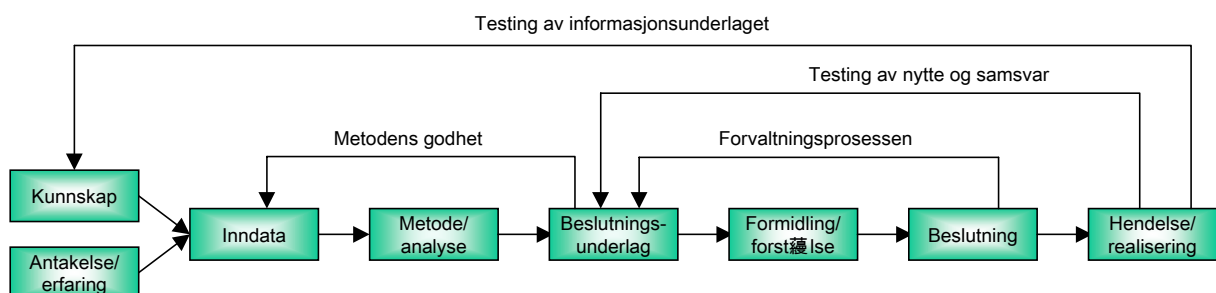 Testing av informasjonsunderlaget
Testing av nytte og samsvar
Metodens godhet
Forvaltningsprosessen
Kunnskap
Antakelse/
erfaring
Inndata
Metode/
analyse
Beslutnings-
underlag
Formidling/
forst蘰lse
Beslutning
Hendelse/
realisering